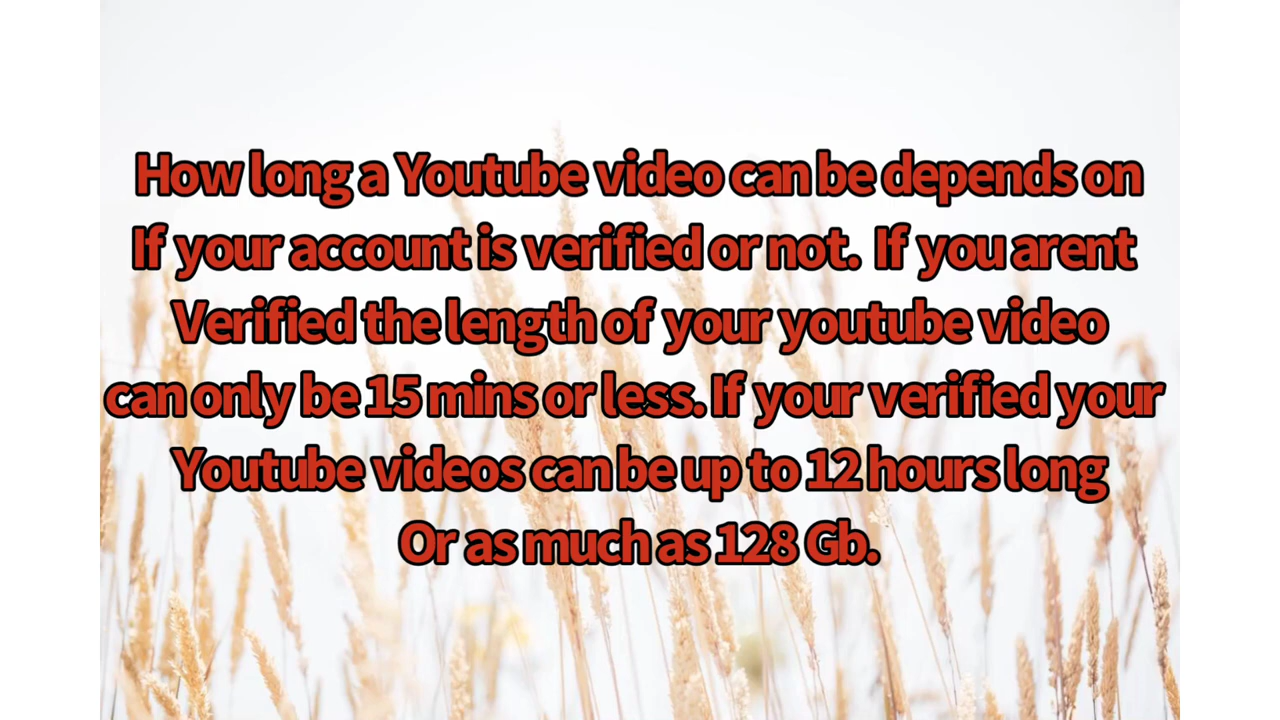 How long a Youtube video can be depends on
If your account is verified or not. If you arent
Verified the length of your youtube video
can only be 15 mins or less. If your verified your
Youtube videos can be up to 12 hours long
Or as much as 128 Gb.